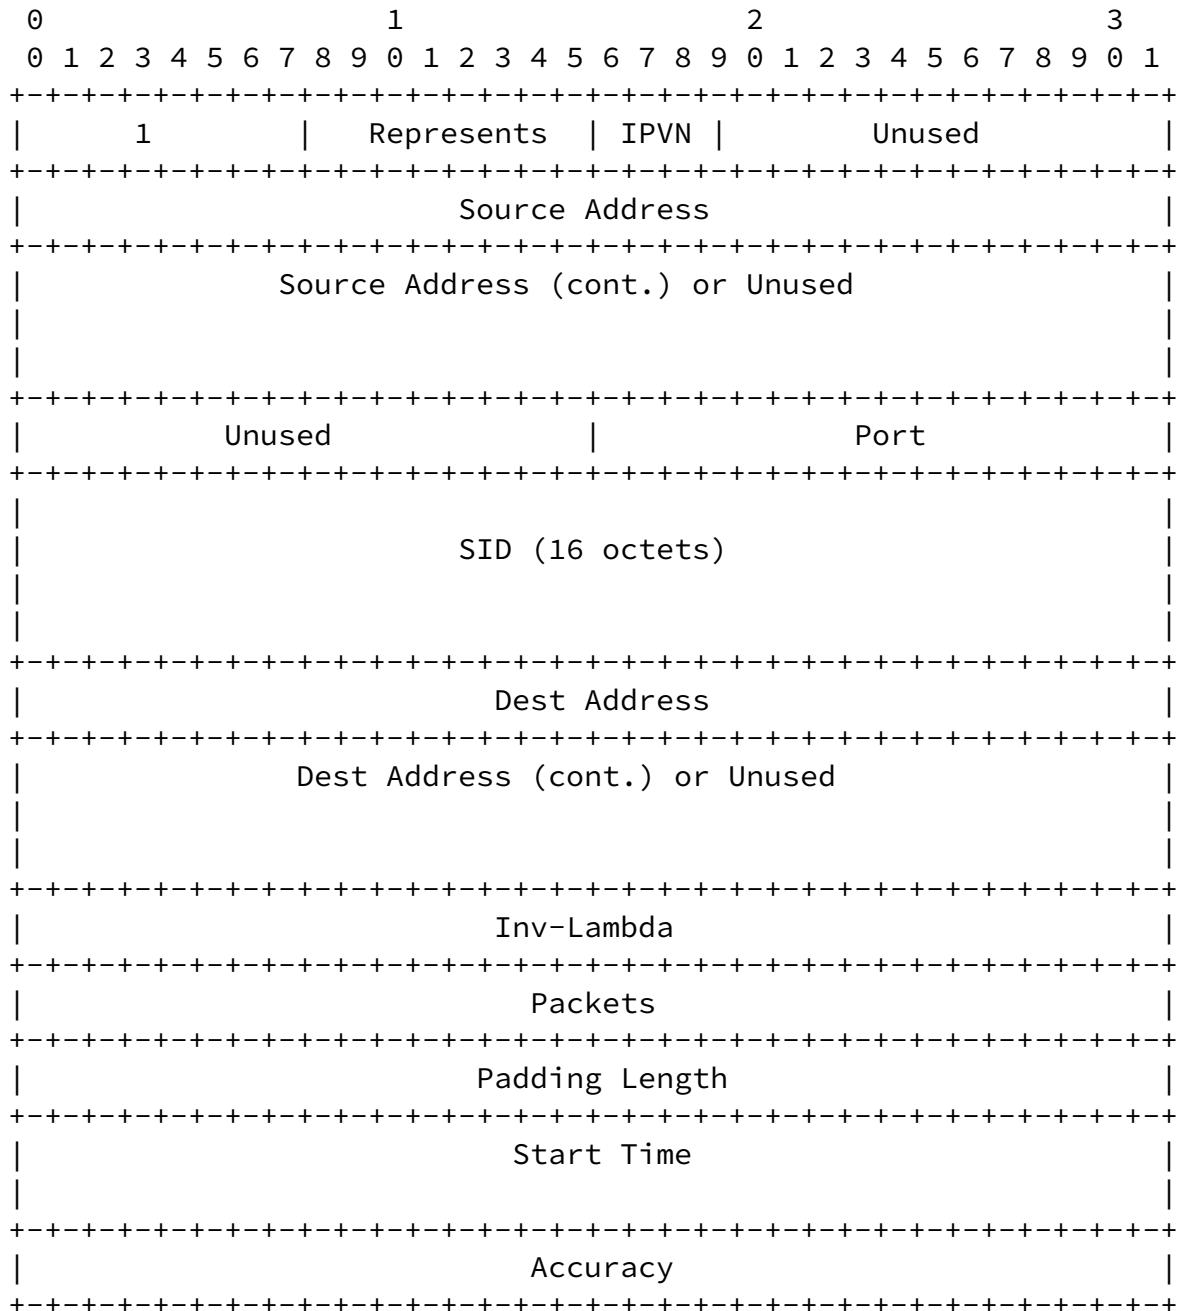 0                   1                   2                   3
 0 1 2 3 4 5 6 7 8 9 0 1 2 3 4 5 6 7 8 9 0 1 2 3 4 5 6 7 8 9 0 1
+-+-+-+-+-+-+-+-+-+-+-+-+-+-+-+-+-+-+-+-+-+-+-+-+-+-+-+-+-+-+-+-+
|      1        |   Represents  | IPVN  |        Unused          |
+-+-+-+-+-+-+-+-+-+-+-+-+-+-+-+-+-+-+-+-+-+-+-+-+-+-+-+-+-+-+-+-+
|                        Source Address                         |
+-+-+-+-+-+-+-+-+-+-+-+-+-+-+-+-+-+-+-+-+-+-+-+-+-+-+-+-+-+-+-+-+
|              Source Address (cont.) or Unused                 |
|                                                               |
|                                                               |
+-+-+-+-+-+-+-+-+-+-+-+-+-+-+-+-+-+-+-+-+-+-+-+-+-+-+-+-+-+-+-+-+
|           Unused              |              Port             |
+-+-+-+-+-+-+-+-+-+-+-+-+-+-+-+-+-+-+-+-+-+-+-+-+-+-+-+-+-+-+-+-+
|                                                               |
|                        SID (16 octets)                        |
|                                                               |
|                                                               |
+-+-+-+-+-+-+-+-+-+-+-+-+-+-+-+-+-+-+-+-+-+-+-+-+-+-+-+-+-+-+-+-+
|                          Dest Address                         |
+-+-+-+-+-+-+-+-+-+-+-+-+-+-+-+-+-+-+-+-+-+-+-+-+-+-+-+-+-+-+-+-+
|               Dest Address (cont.) or Unused                  |
|                                                               |
|                                                               |
+-+-+-+-+-+-+-+-+-+-+-+-+-+-+-+-+-+-+-+-+-+-+-+-+-+-+-+-+-+-+-+-+
|                          Inv-Lambda                           |
+-+-+-+-+-+-+-+-+-+-+-+-+-+-+-+-+-+-+-+-+-+-+-+-+-+-+-+-+-+-+-+-+
|                            Packets                            |
+-+-+-+-+-+-+-+-+-+-+-+-+-+-+-+-+-+-+-+-+-+-+-+-+-+-+-+-+-+-+-+-+
|                         Padding Length                        |
+-+-+-+-+-+-+-+-+-+-+-+-+-+-+-+-+-+-+-+-+-+-+-+-+-+-+-+-+-+-+-+-+
|                           Start Time                          |
|                                                               |
+-+-+-+-+-+-+-+-+-+-+-+-+-+-+-+-+-+-+-+-+-+-+-+-+-+-+-+-+-+-+-+-+
|                            Accuracy                           |
+-+-+-+-+-+-+-+-+-+-+-+-+-+-+-+-+-+-+-+-+-+-+-+-+-+-+-+-+-+-+-+-+